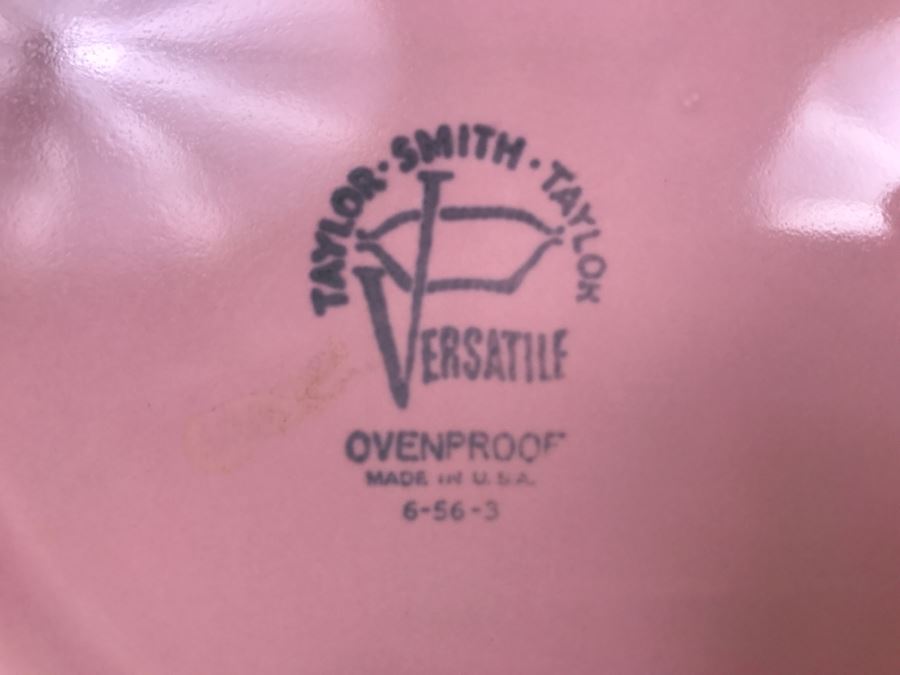 TAYLOR·SMITH·TAYLOR
VERSATILE
OVENPROOF
MADE IN U.S.A.
6-56-3